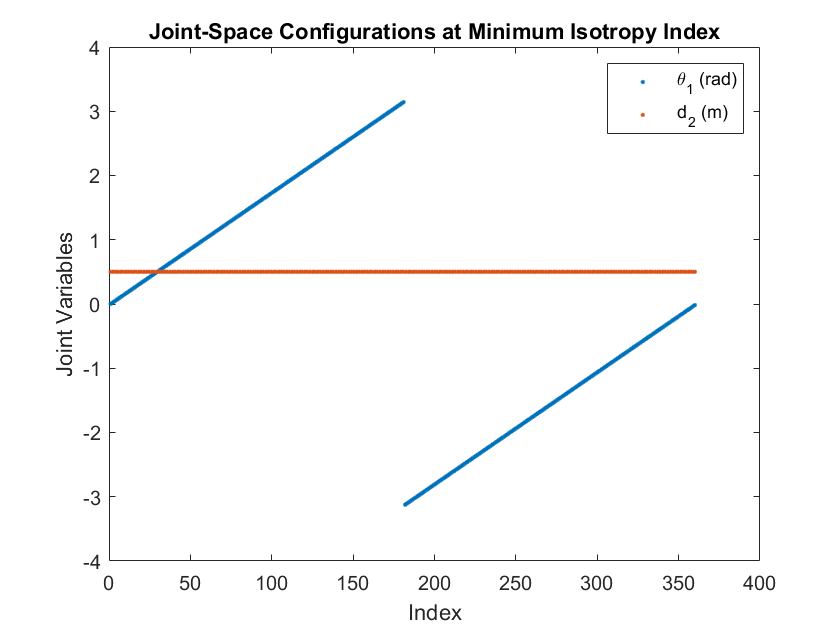 Joint-Space Configurations at Minimum Isotropy Index
θ1 (rad)
d2 (m)
Joint Variables
4
3
2
1
0
-1
-2
-3
-4
0 50 100 150 200 250 300 350 400
Index